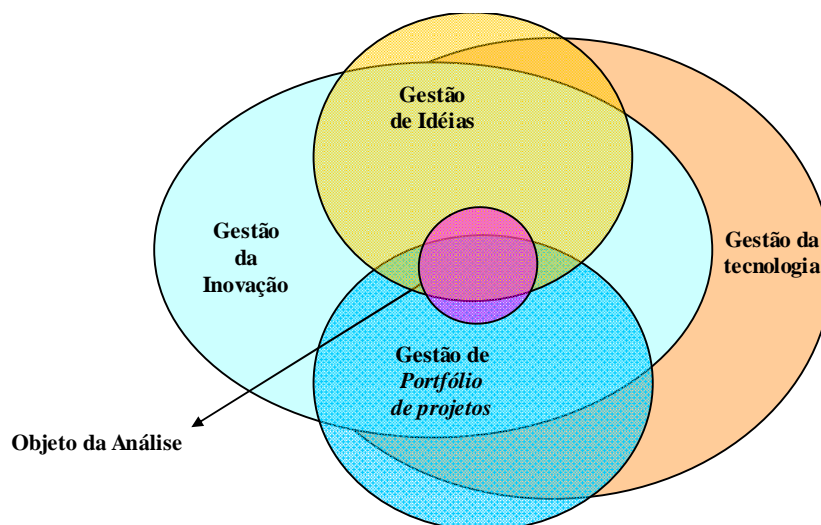 Gestão
de Idéias
Gestão
da
Inovação
Gestão da
tecnologia
Gestão de
Portfólio
de projetos
Objeto da Análise